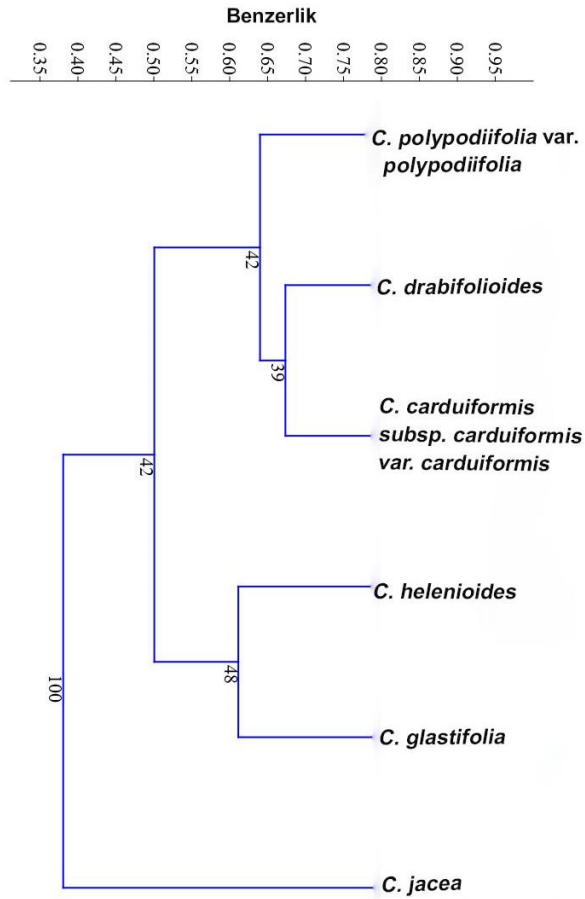 Benzerlik
0.35 0.40 0.45 0.50 0.55 0.60 0.65 0.70 0.75 0.80 0.85 0.90 0.95
C. polypodiifolia var.
polypodiifolia
42
C. drabifolioides
39
C. carduiformis
subsp. carduiformis
var. carduiformis
42
C. helenioides
48
100
C. glastifolia
C. jacea